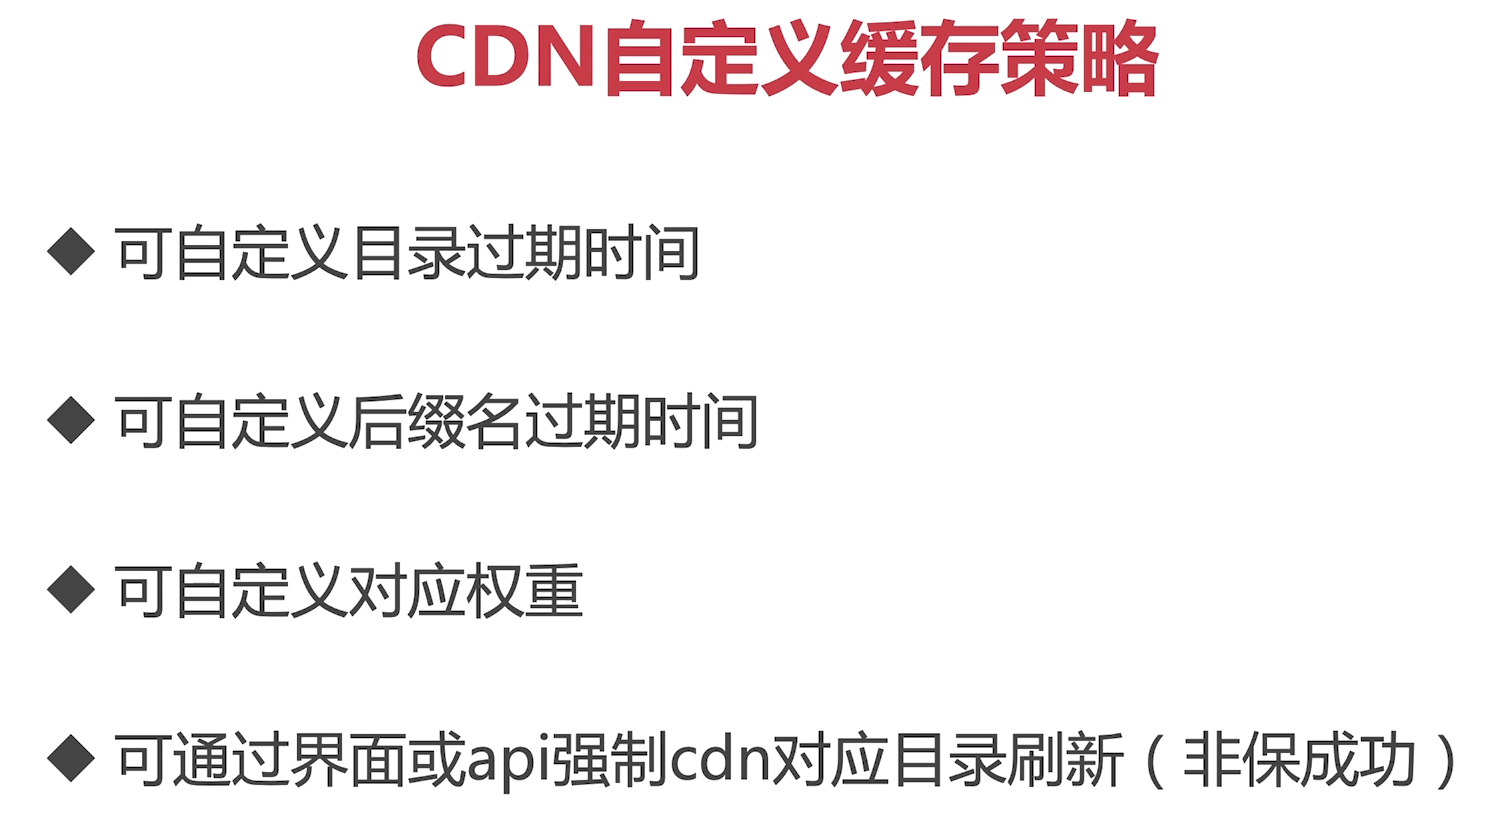 CDN自定义缓存策略
◆ 可自定义目录过期时间
◆ 可自定义后缀名过期时间
◆ 可自定义对应权重
◆ 可通过界面或api强制cdn对应目录刷新（非保成功）